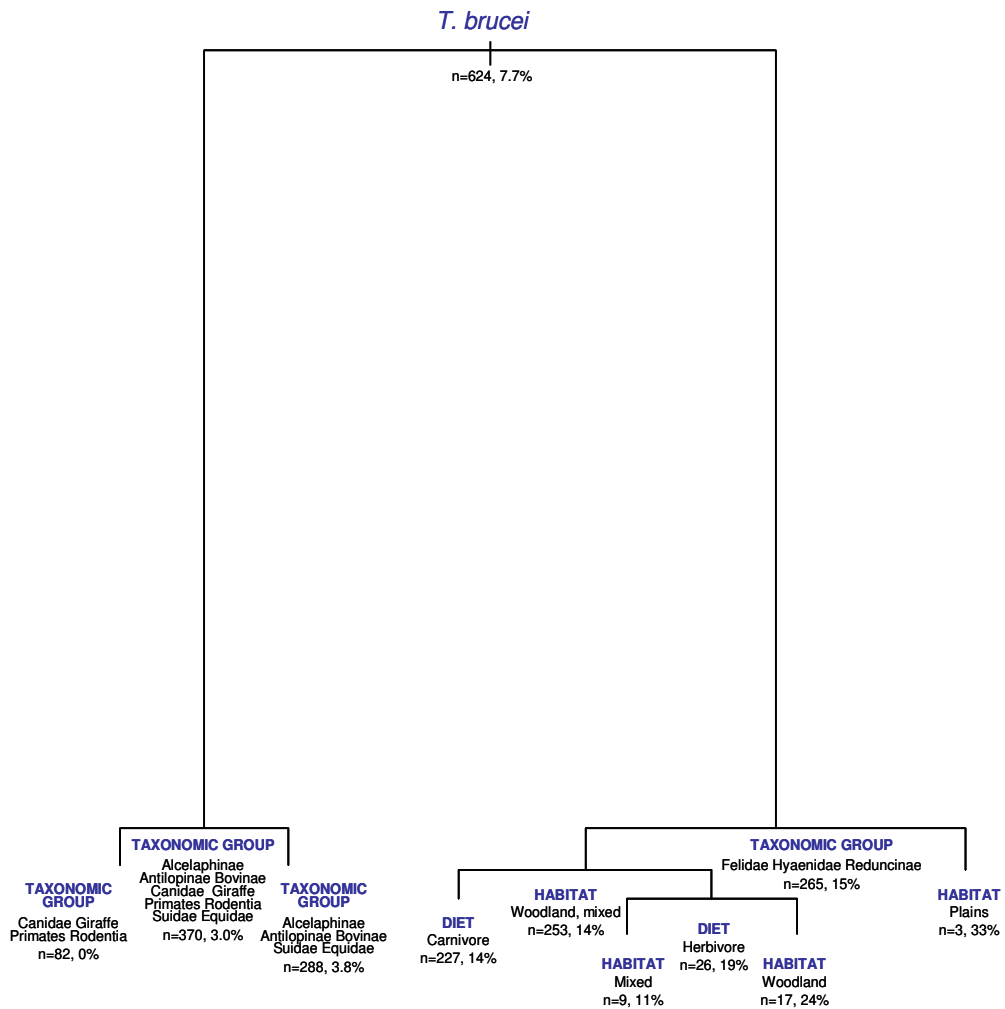 T. brucei
n=624, 7.7%
TAXONOMIC GROUP
Alcelaphinae
Antilopinae Bovinae
Canidae Giraffe
Primates Rodentia
Suidae Equidae
n=370, 3.0%
TAXONOMIC
GROUP
Canidae Giraffe
Primates Rodentia
n=82, 0%
TAXONOMIC
GROUP
Alcelaphinae
Antilopinae Bovinae
Suidae Equidae
n=288, 3.8%
TAXONOMIC GROUP
Felidae Hyaenidae Reduncinae
n=265, 15%
HABITAT
Woodland, mixed
n=253, 14%
HABITAT
Plains
n=3, 33%
DIET
Carnivore
n=227, 14%
DIET
Herbivore
n=26, 19%
HABITAT
Mixed
n=9, 11%
HABITAT
Woodland
n=17, 24%